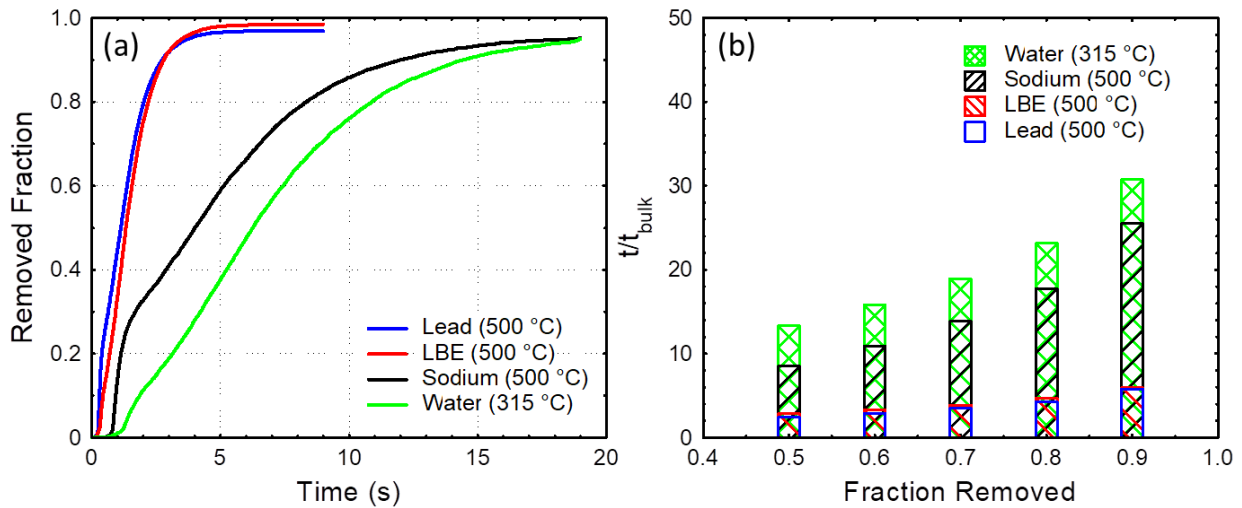 (a)
Removed Fraction
1.0
0.8
0.6
0.4
0.2
0
Lead (500 °C)
LBE (500 °C)
Sodium (500 °C)
Water (315 °C)
0 5 10 15 20
Time (s)
(b)
t/t_bulk
50
40
30
20
10
0
Water (315 °C)
Sodium (500 °C)
LBE (500 °C)
Lead (500 °C)
0.4 0.5 0.6 0.7 0.8 0.9 1.0
Fraction Removed